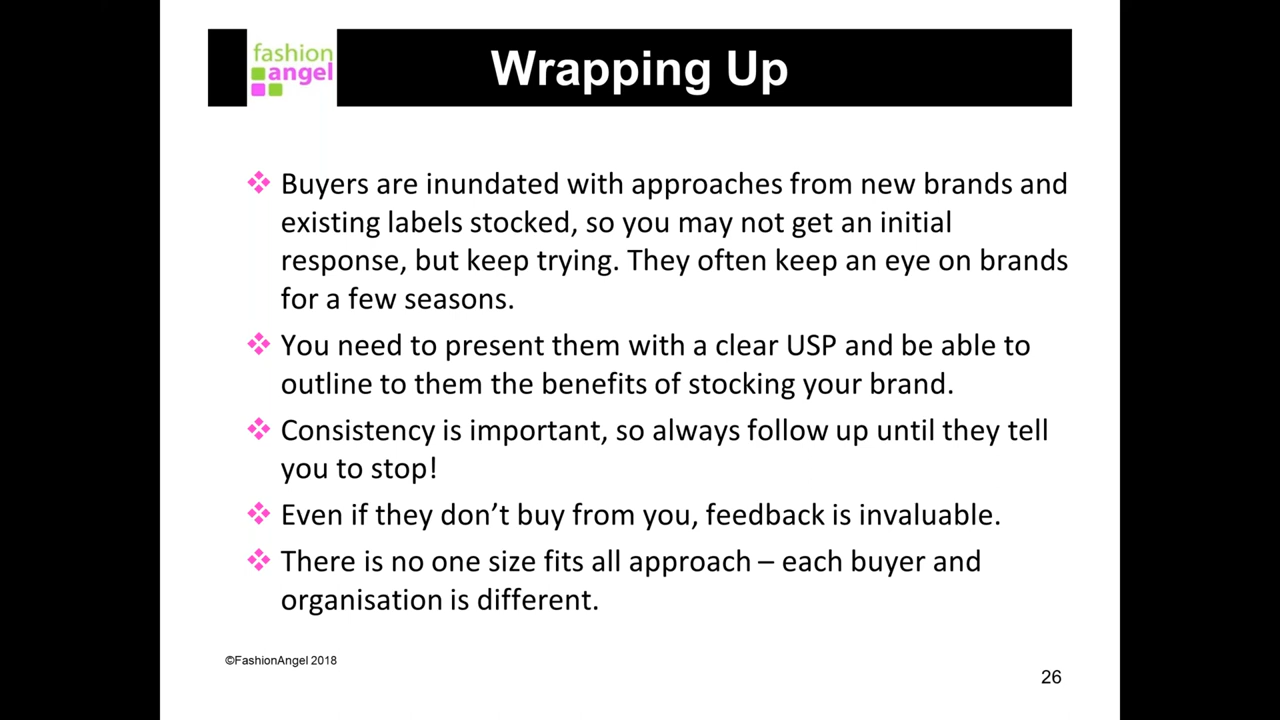 fashion
angel
Wrapping Up
❖ Buyers are inundated with approaches from new brands and
existing labels stocked, so you may not get an initial
response, but keep trying. They often keep an eye on brands
for a few seasons.
❖ You need to present them with a clear USP and be able to
outline to them the benefits of stocking your brand.
❖ Consistency is important, so always follow up until they tell
you to stop!
❖ Even if they don’t buy from you, feedback is invaluable.
❖ There is no one size fits all approach – each buyer and
organisation is different.
©FashionAngel 2018
26